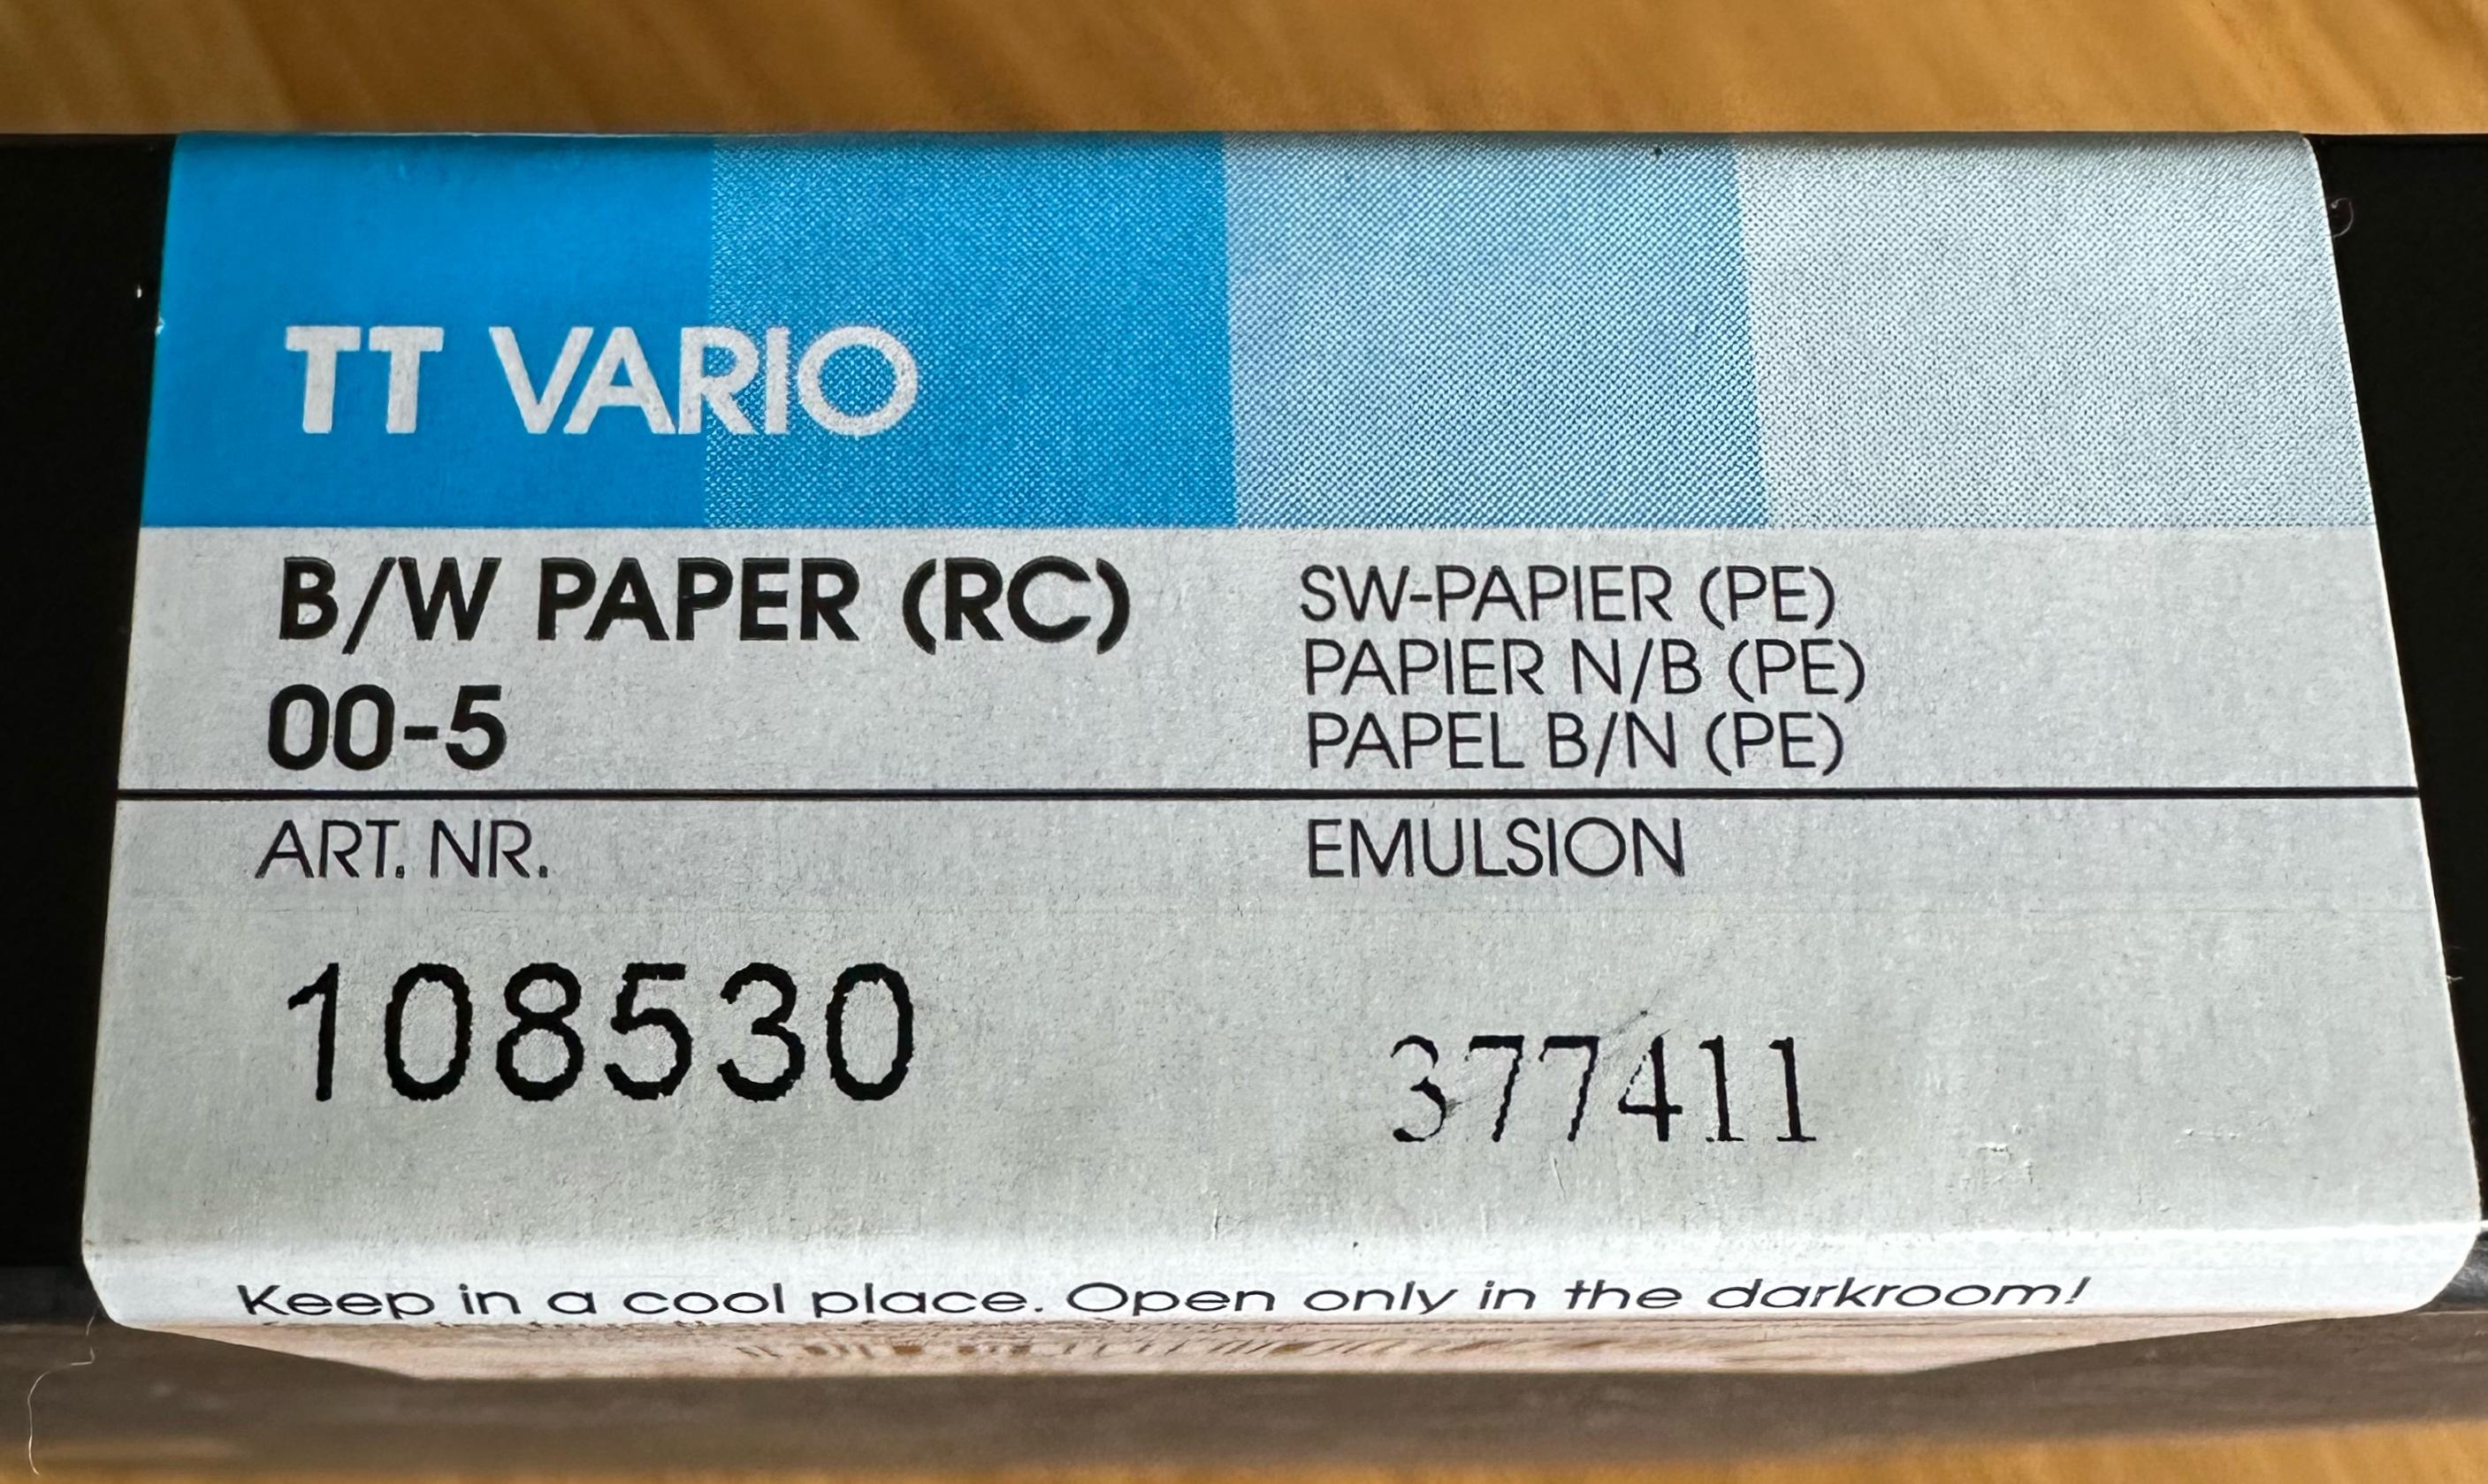 TT VARIO
B/W PAPER (RC)
00-5
SW-PAPIER (PE)
PAPIER N/B (PE)
PAPEL B/N (PE)
ART. NR.
108530
EMULSION
377411
Keep in a cool place. Open only in the darkroom!